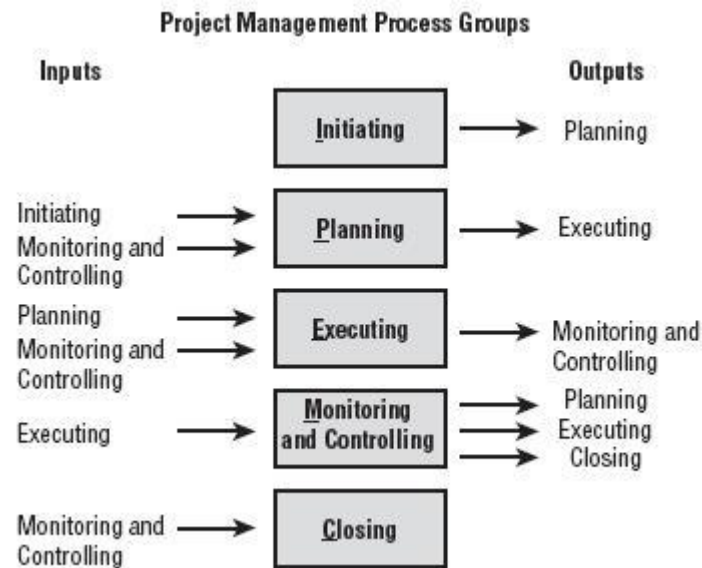 Project Management Process Groups
Inputs
Outputs
Initiating
Planning
Initiating
Monitoring and
Controlling
Planning
Executing
Planning
Monitoring and
Controlling
Executing
Monitoring and
Controlling
Executing
Monitoring
and Controlling
Planning
Executing
Closing
Monitoring and
Controlling
Closing